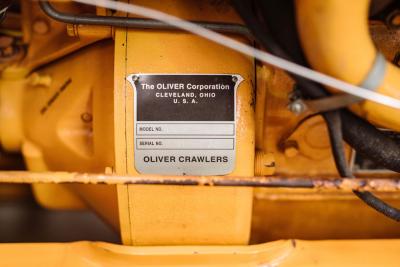 The OLIVER Corporation
CLEVELAND, OHIO
U. S. A.
MODEL NO.
SERIAL NO.
OLIVER CRAWLERS